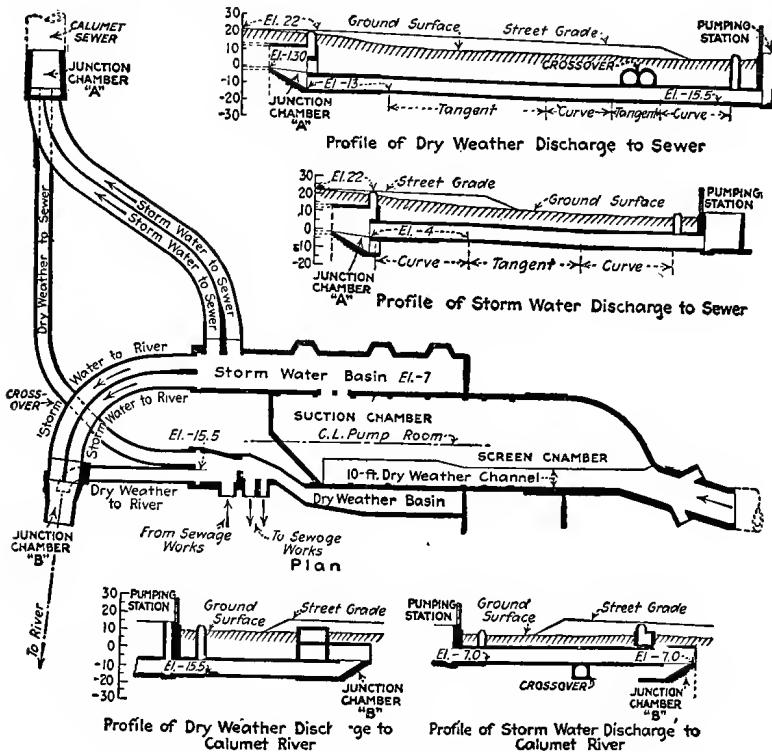 CALUMET
SEWER
JUNCTION
CHAMBER
"A"
30
20
10
0
-10
-20
-30
El. 22
Ground Surface
Street Grade
PUMPING
STATION
El.-130
CROSSOVER
El.-13
El.-15.5
JUNCTION
CHAMBER
"A"
Tangent
Curve
Tangent
Curve
Profile of Dry Weather Discharge to Sewer
30
20
10
0
-10
-20
El.22
Street Grade
Ground Surface
PUMPING
STATION
El.-4
JUNCTION
CHAMBER
"A"
Curve
Tangent
Curve
Profile of Storm Water Discharge to Sewer
Dry Weather to Sewer
Storm Water to Sewer
Storm Water to Sewer
Storm Water to River
Storm Water to River
CROSS-
OVER
Storm Water Basin El.-7
SUCTION CHAMBER
C.L. Pump Room
El.-15.5
SCREEN CHAMBER
10-ft. Dry Weather Channel
Dry Weather Basin
Dry Weather
to
River
JUNCTION
CHAMBER
"B"
From Sewage
Works
To Sewoge
Works
Plan
To River
30
20
10
0
-10
-20
-30
PUMPING
STATION
Ground
Surface
Street Grade
El.-15.5
JUNCTION
CHAMBER
"B"
Profile of Dry Weather Disch ge to
Calumet River
PUMPING
STATION
Ground
Surface
Street Grade
El.-7.0
El-7.0
CROSSOVER
JUNCTION
CHAMBER
"B"
Profile of Storm Water Discharge to
Calumet River